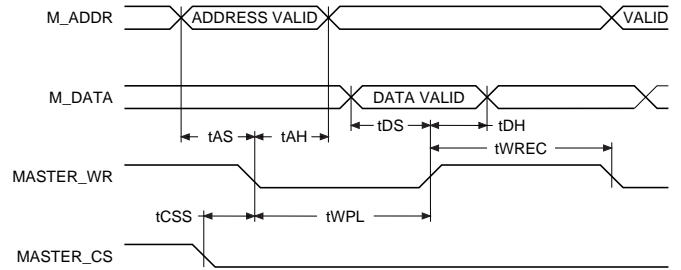 M_ADDR ADDRESS VALID VALID
M_DATA DATA VALID
tAS tAH tDS tDH
tWREC
MASTER_WR
tCSS tWPL
MASTER_CS